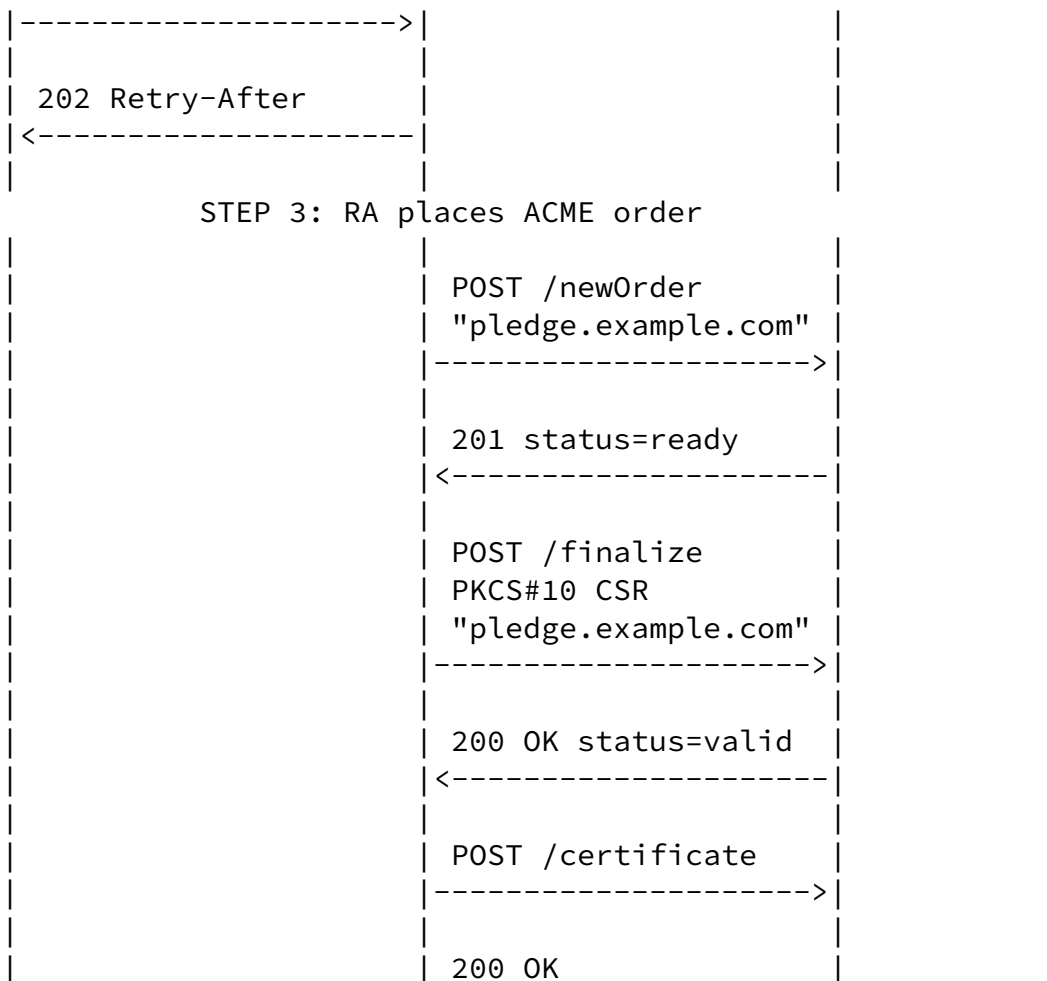 |--------------------->|                      |
|                      |                      |
| 202 Retry-After      |                      |
|<---------------------|                      |
|                      |                      |
          STEP 3: RA places ACME order
|                      |                      |
|                      | POST /newOrder       |
|                      | "pledge.example.com" |
|                      |--------------------->|
|                      |                      |
|                      | 201 status=ready     |
|                      |<---------------------|
|                      |                      |
|                      | POST /finalize       |
|                      | PKCS#10 CSR          |
|                      | "pledge.example.com" |
|                      |--------------------->|
|                      |                      |
|                      | 200 OK status=valid  |
|                      |<---------------------|
|                      |                      |
|                      | POST /certificate    |
|                      |--------------------->|
|                      |                      |
|                      | 200 OK               |